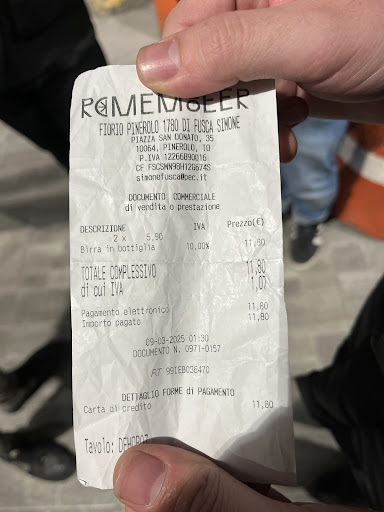 REMEMBEER
FIORIO PINEROLO 1780 DI FUSCA SIMONE
PIAZZA SAN DONATO, 35
10064, PINEROLO, TO
P.IVA 12266890016
CF FSCSMN98H12G674S
simonefusca@pec.it
DOCUMENTO COMMERCIALE
di vendita o prestazione
DESCRIZIONE IVA Prezzo(€)
2 x 5,90
Birra in bottiglia 10,00% 11,80
TOTALE COMPLESSIVO 11,80
di cui IVA 1,07
Pagamento elettronico 11,80
Importo pagato 11,80
09-03-2025 01:30
DOCUMENTO N. 0971-0157
RT 99IEB036470
DETTAGLIO FORME di PAGAMENTO
Carta di credito 11,80
Tavolo: DEHOR07